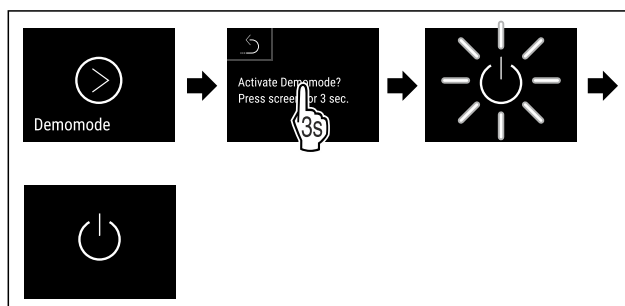 Demomode
Activate Demomode?
Press screen for 3 sec.
3s